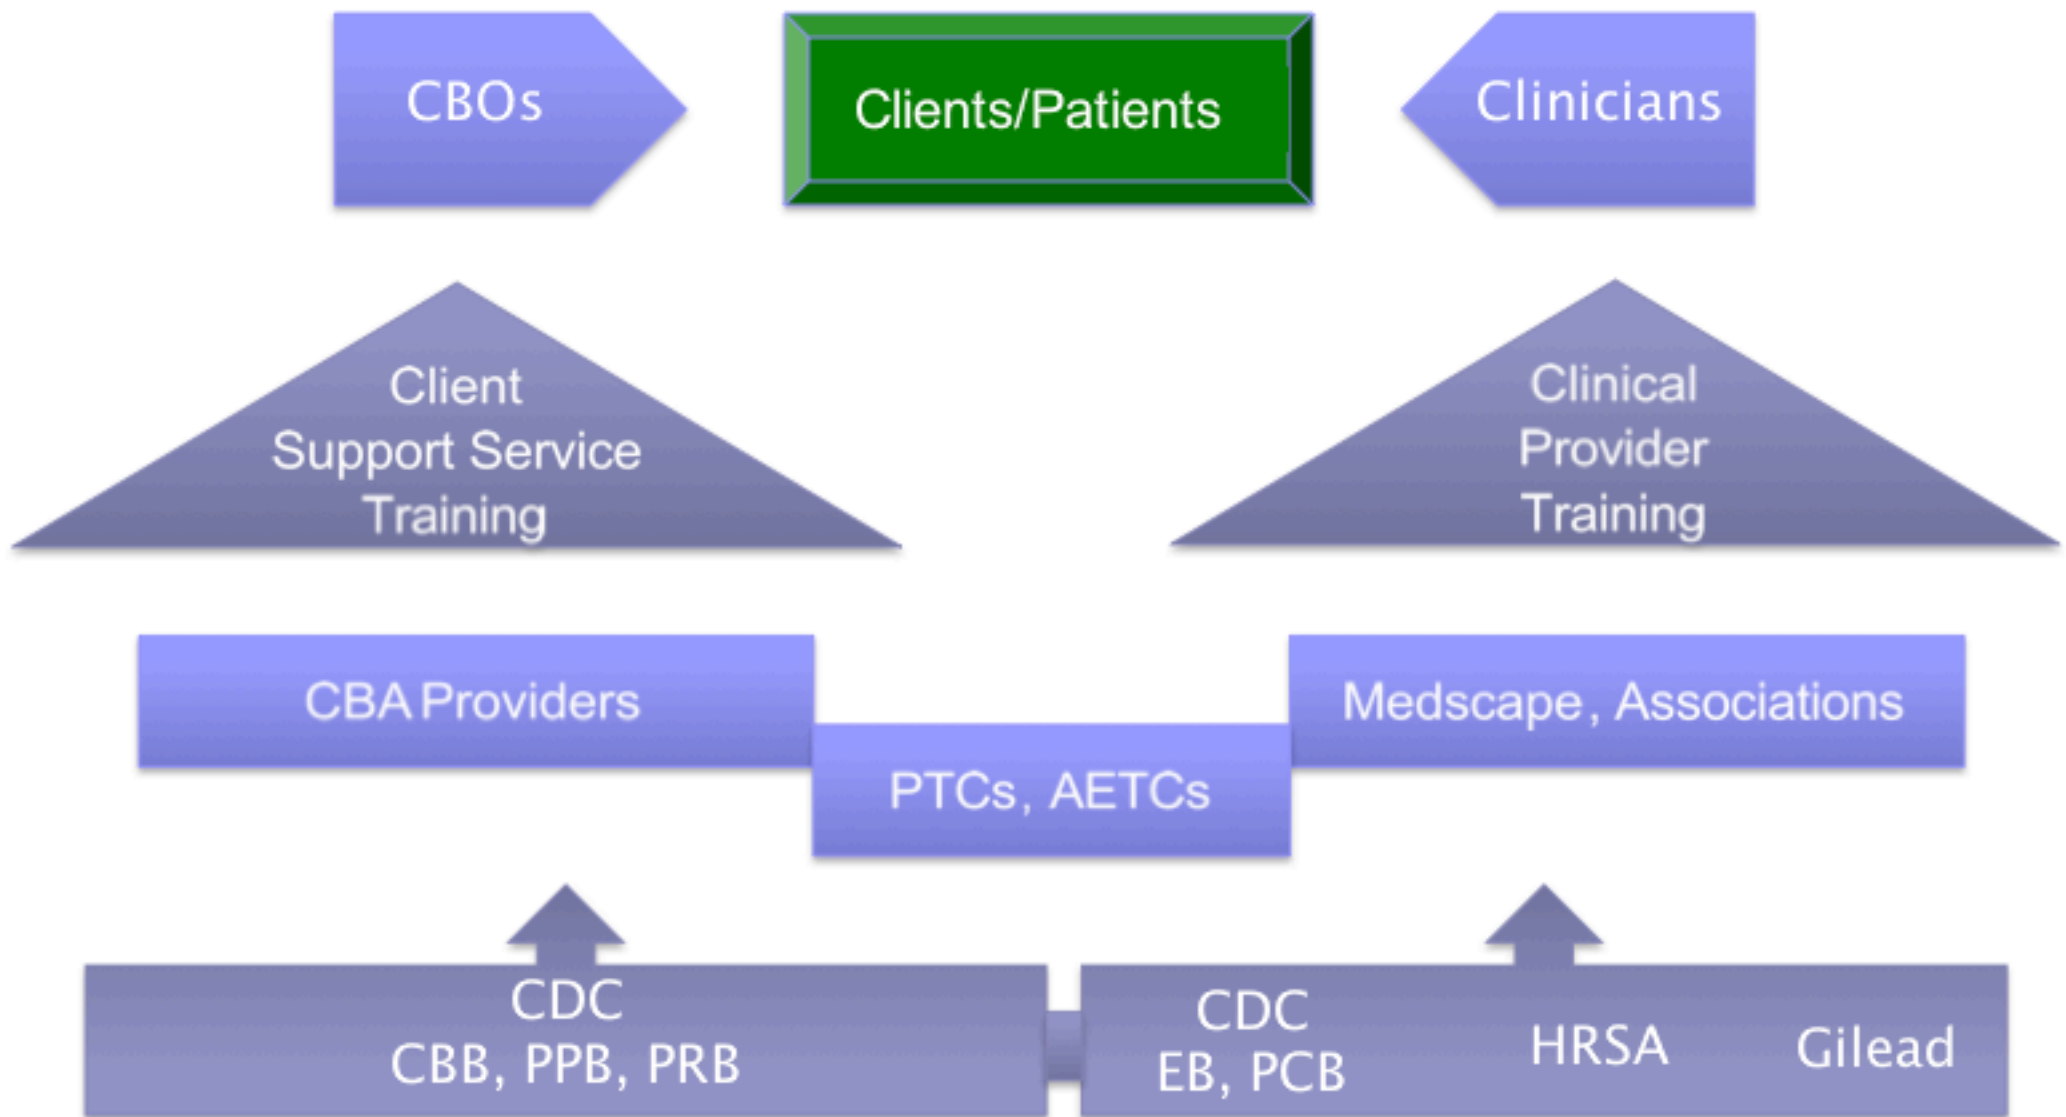 CBOs
Clients/Patients
Clinicians
Client
Support Service
Training
Clinical
Provider
Training
CBA Providers
Medscape, Associations
PTCs, AETCs
CDC
CBB, PPB, PRB
CDC
EB, PCB
HRSA
Gilead